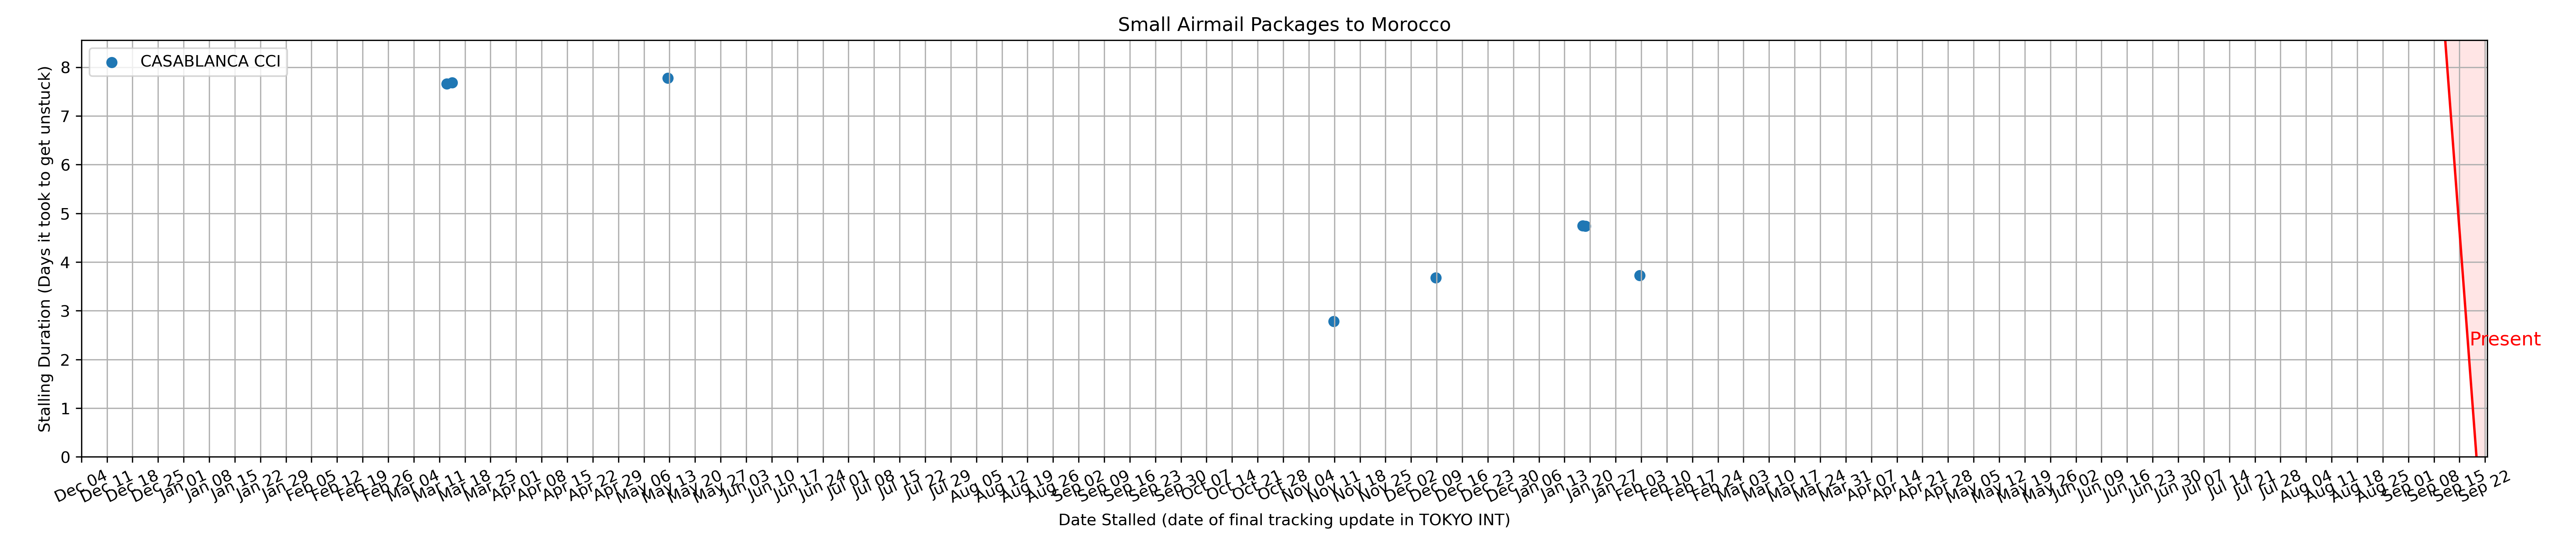 Small Airmail Packages to Morocco
CASABLANCA CCI
Stalling Duration (Days it took to get unstuck)
8
7
6
5
4
3
2
1
0
Present
Dec 04 Dec 11 Dec 18 Dec 25 Jan 01 Jan 08 Jan 15 Jan 22 Jan 29 Feb 05 Feb 12 Feb 19 Feb 26 Mar 04 Mar 11 Mar 18 Mar 25 Apr 01 Apr 08 Apr 15 Apr 22 Apr 29 May 06 May 13 May 20 May 27 Jun 03 Jun 10 Jun 17 Jun 24 Jul 01 Jul 08 Jul 15 Jul 22 Jul 29 Aug 05 Aug 12 Aug 19 Aug 26 Sep 02 Sep 09 Sep 16 Sep 23 Sep 30 Oct 07 Oct 14 Oct 21 Oct 28 Nov 04 Nov 11 Nov 18 Nov 25 Dec 02 Dec 09 Dec 16 Dec 23 Dec 30 Jan 06 Jan 13 Jan 20 Jan 27 Feb 03 Feb 10 Feb 17 Feb 24 Mar 03 Mar 10 Mar 17 Mar 24 Mar 31 Apr 07 Apr 14 Apr 21 Apr 28 May 05 May 12 May 19 May 26 Jun 02 Jun 09 Jun 16 Jun 23 Jun 30 Jul 07 Jul 14 Jul 21 Jul 28 Aug 04 Aug 11 Aug 18 Aug 25 Sep 01 Sep 08 Sep 15 Sep 22
Date Stalled (date of final tracking update in TOKYO INT)